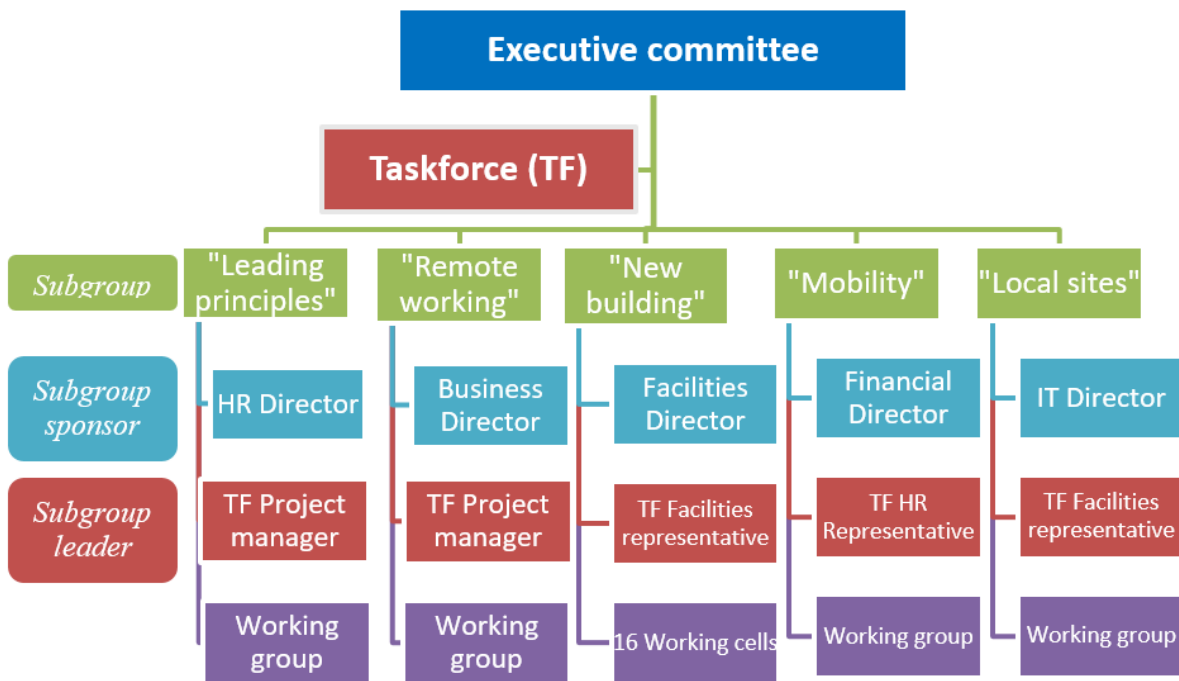 Executive committee
Taskforce (TF)
Subgroup
"Leading
principles"
"Remote
working"
"New
building"
"Mobility"
"Local sites"
Subgroup
sponsor
HR Director
Business
Director
Facilities
Director
Financial
Director
IT Director
Subgroup
leader
TF Project
manager
TF Project
manager
TF Facilities
representative
TF HR
Representative
TF Facilities
representative
Working
group
Working
group
16 Working cells
Working group
Working group